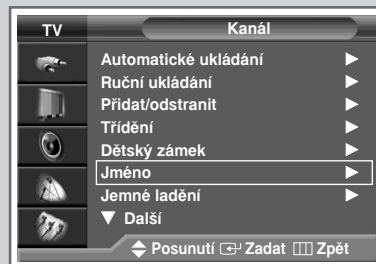 TV
Kanál
Automatické ukládání
Ruční ukládání
Přidat/odstranit
Třídění
Dětský zámek
Jméno
Jemné ladění
Další
Posunutí Zadat Zpět